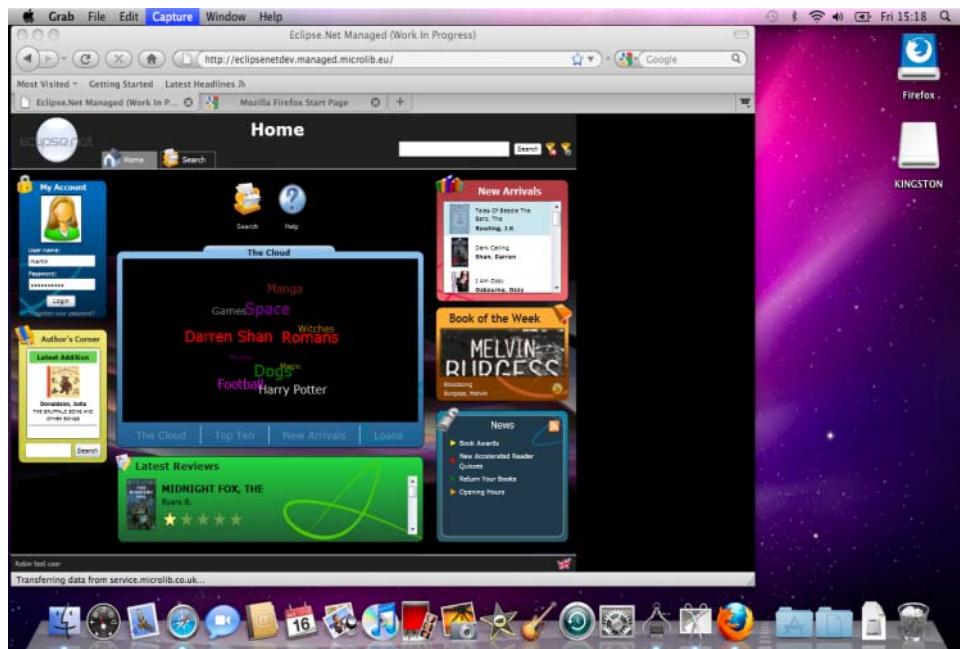 Grab File Edit Capture Window Help
Fri 15:18
Eclipse.Net Managed (Work In Progress)
http://eclipsenetdev.managed.microlib.eu/
Google
Most Visited Getting Started Latest Headlines
Eclipse.Net Managed (Work In P... Mozilla Firefox Start Page
eclipse.net
Home
Home Search
Search
My Account
User name:
Password:
Login
Forgotten your password?
Author's Corner
Latest Addition
Donaldson, Julia
THE GRUFFALO SONG AND
OTHER SONGS
Search
Search Help
The Cloud
Manga
Games Space
Witches
Darren Shan Romans
Magic
Dogs
Football
Harry Potter
The Cloud Top Ten New Arrivals Loans
Latest Reviews
MIDNIGHT FOX, THE
Byars B.
New Arrivals
Tales Of Beedle The
Bard, The
Rowling, J.K.
Dark Calling
Shan, Darren
I Am Ozzy
Osbourne, Ozzy
Book of the Week
MELVIN
BURGESS
Bloodsong
Burgess, Melvin
News
Book Awards
New Accelerated Reader
Quizzes
Return Your Books
Opening Hours
Robin test user
Transferring data from service.microlib.co.uk...
Firefox
KINGSTON
16